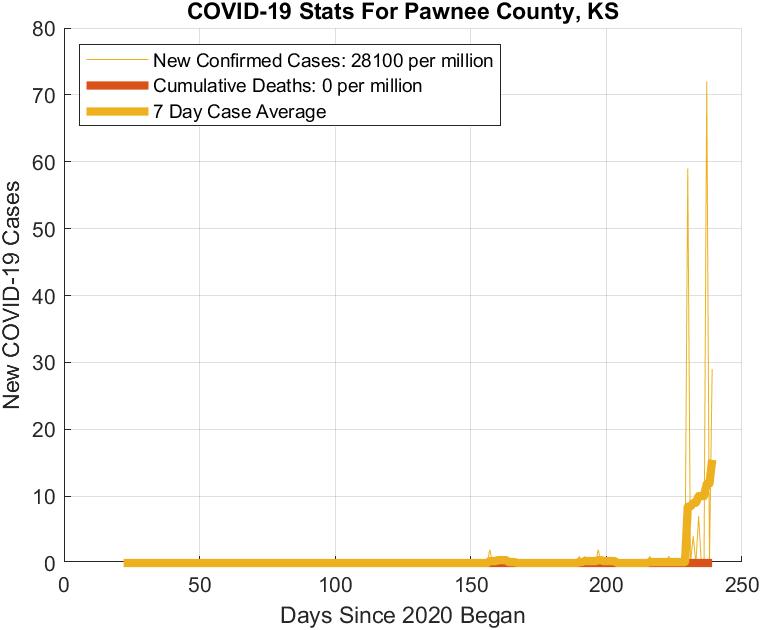 COVID-19 Stats For Pawnee County, KS
80
70
60
50
40
30
20
10
0
New COVID-19 Cases
New Confirmed Cases: 28100 per million
Cumulative Deaths: 0 per million
7 Day Case Average
0
50
100
150
200
250
Days Since 2020 Began